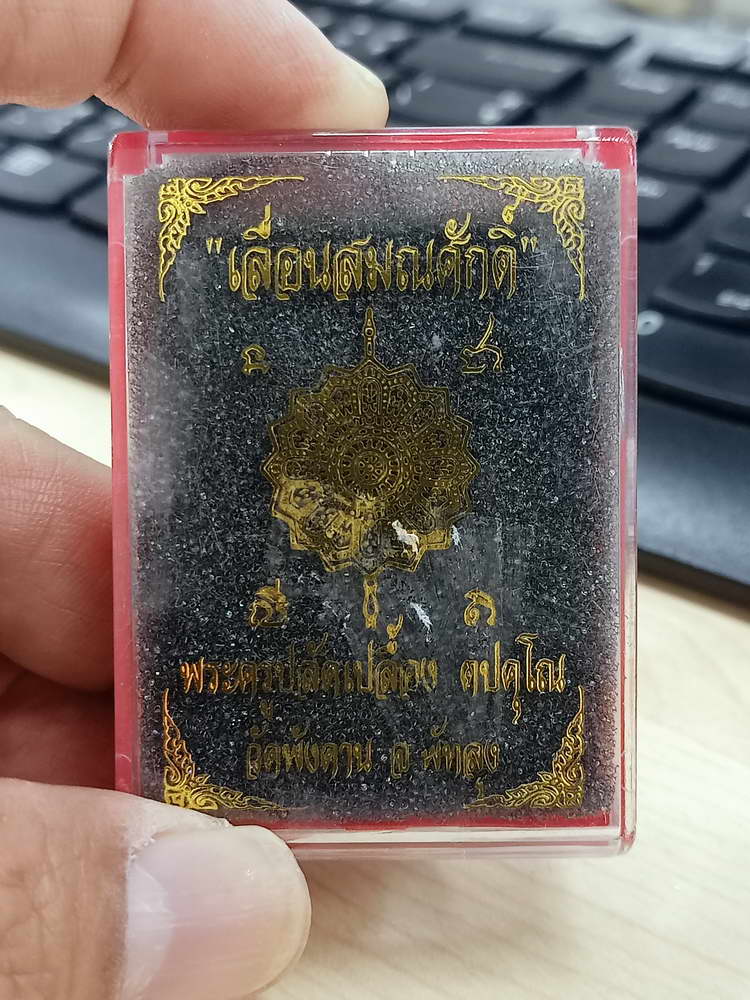 "เลื่อนสมณศักดิ์"
พระครูปลัดเปลื้อง คุปคุโณ
วัดพังดาน จ พัทลุง